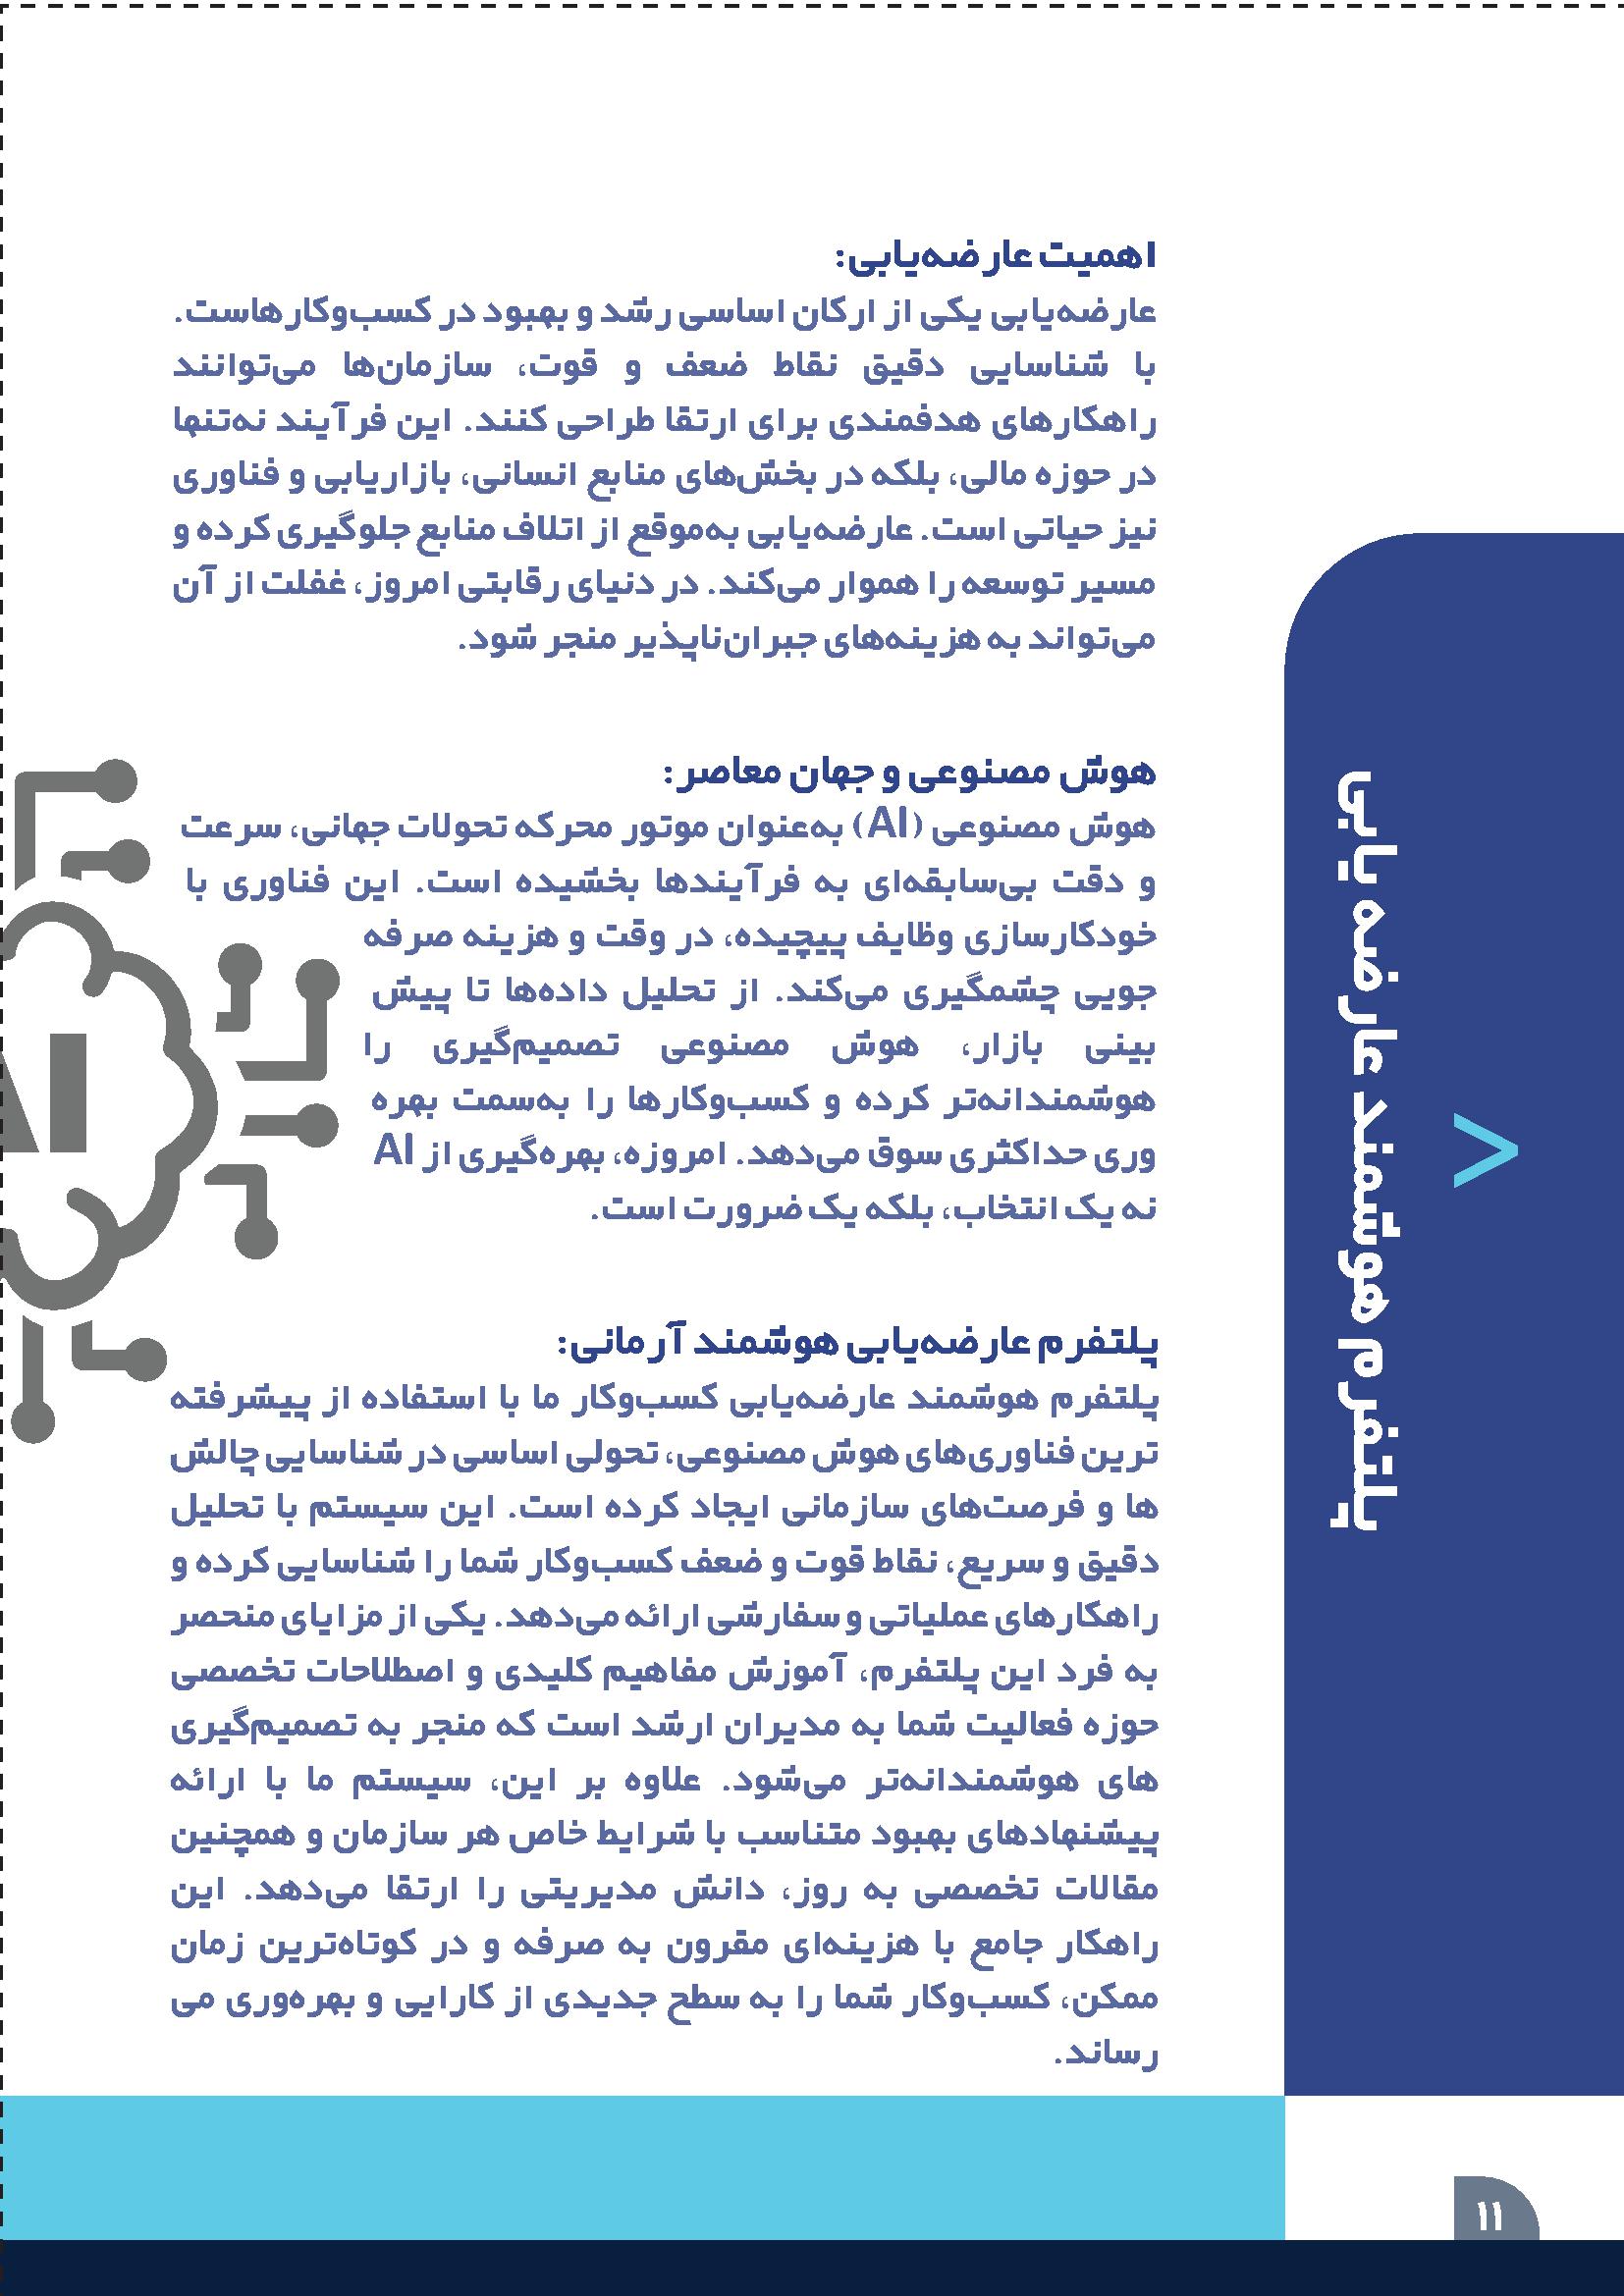 اهمیت عارضه‌یابی:
عارضه‌یابی یکی از ارکان اساسی رشد و بهبود در کسب‌وکارهاست.
با شناسایی دقیق نقاط ضعف و قوت، سازمان‌ها می‌توانند
راهکارهای هدفمندی برای ارتقا طراحی کنند. این فرآیند نه‌تنها
در حوزه مالی، بلکه در بخش‌های منابع انسانی، بازاریابی و فناوری
نیز حیاتی است. عارضه‌یابی به‌موقع از اتلاف منابع جلوگیری کرده و
مسیر توسعه را هموار می‌کند. در دنیای رقابتی امروز، غفلت از آن
می‌تواند به هزینه‌های جبران‌ناپذیر منجر شود.
هوش مصنوعی و جهان معاصر:
هوش مصنوعی (AI) به‌عنوان موتور محرکه تحولات جهانی، سرعت
و دقت بی‌سابقه‌ای به فرآیندها بخشیده است. این فناوری با
خودکارسازی وظایف پیچیده، در وقت و هزینه صرفه
جویی چشمگیری می‌کند. از تحلیل داده‌ها تا پیش
بینی بازار، هوش مصنوعی تصمیم‌گیری را
هوشمندانه‌تر کرده و کسب‌وکارها را به‌سمت بهره
وری حداکثری سوق می‌دهد. امروزه، بهره‌گیری از AI
نه یک انتخاب، بلکه یک ضرورت است.
پلتفرم عارضه‌یابی هوشمند آرمانی:
پلتفرم هوشمند عارضه‌یابی کسب‌وکار ما با استفاده از پیشرفته
ترین فناوری‌های هوش مصنوعی، تحولی اساسی در شناسایی چالش
ها و فرصت‌های سازمانی ایجاد کرده است. این سیستم با تحلیل
دقیق و سریع، نقاط قوت و ضعف کسب‌وکار شما را شناسایی کرده و
راهکارهای عملیاتی و سفارشی ارائه می‌دهد. یکی از مزایای منحصر
به فرد این پلتفرم، آموزش مفاهیم کلیدی و اصطلاحات تخصصی
حوزه فعالیت شما به مدیران ارشد است که منجر به تصمیم‌گیری
های هوشمندانه‌تر می‌شود. علاوه بر این، سیستم ما با ارائه
پیشنهادهای بهبود متناسب با شرایط خاص هر سازمان و همچنین
مقالات تخصصی به روز، دانش مدیریتی را ارتقا می‌دهد. این
راهکار جامع با هزینه‌ای مقرون به صرفه و در کوتاه‌ترین زمان
ممکن، کسب‌وکار شما را به سطح جدیدی از کارایی و بهره‌وری می
رساند.
پلتفرم هوشمند عارضه یابی
AI
۱۱